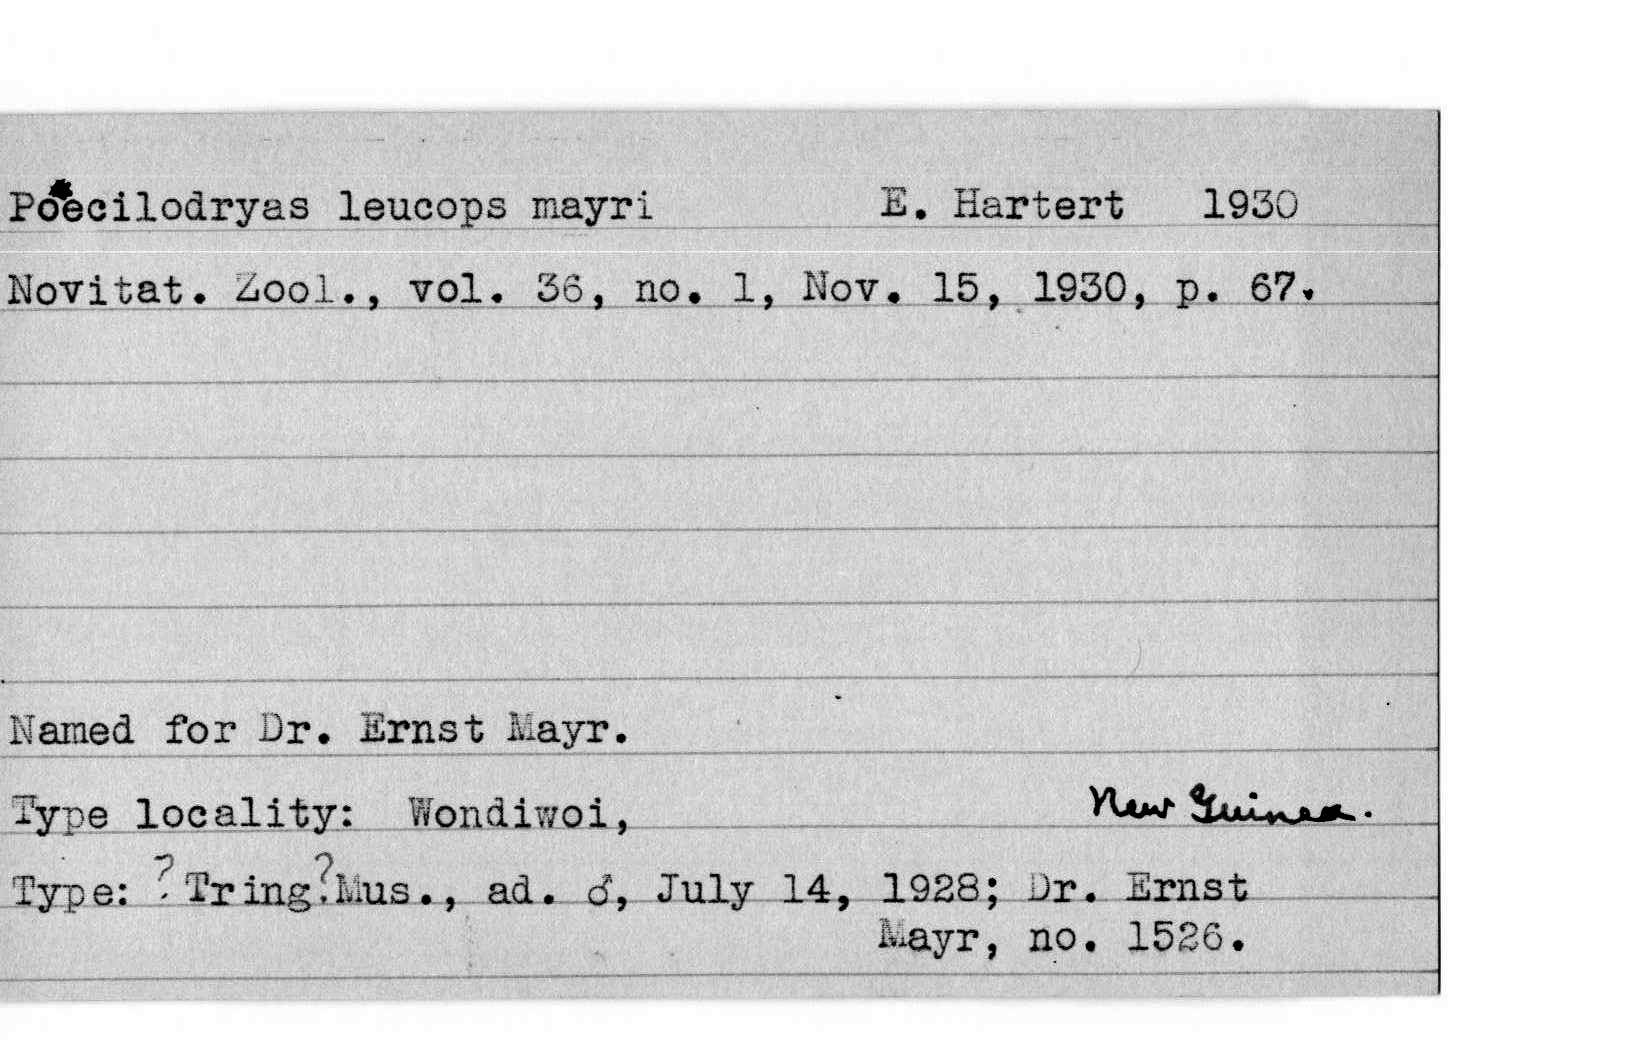 Poecilodryas leucops mayri E. Hartert 1930
Novitat. Zool., vol. 36, no. 1, Nov. 15, 1930, p. 67.
Named for Dr. Ernst Mayr.
Type locality: Wondiwoi, New Guinea.
Type: ? Tring? Mus., ad. ♂, July 14, 1928; Dr. Ernst
Mayr, no. 1526.